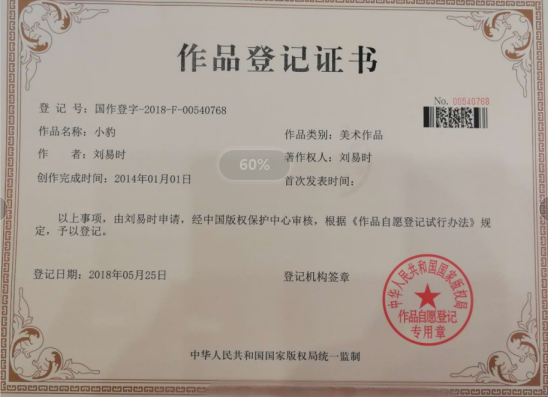 作品登记证书
No. 00540768
登 记 号：国作登字-2018-F-00540768
作品名称：小豹
作品类别：美术作品
作 者：刘易时
著作权人：刘易时
60%
创作完成时间：2014年01月01日
首次发表时间：
以上事项，由刘易时申请，经中国版权保护中心审核，根据《作品自愿登记试行办法》规
定，予以登记。
登记日期：2018年05月25日
登记机构签章
中华人民共和国国家版权局
作品自愿登记
专用章
中华人民共和国国家版权局统一监制